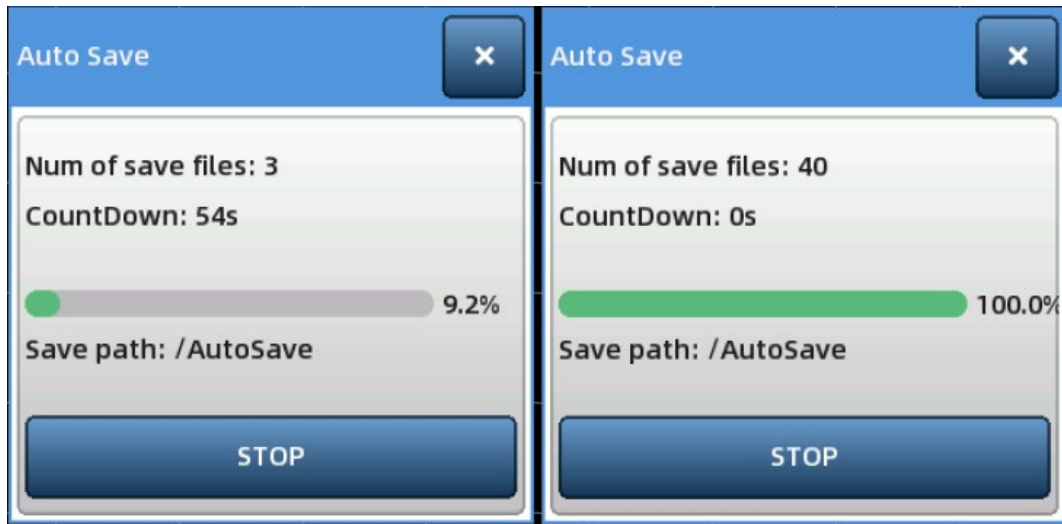 Auto Save
×
Num of save files: 3
CountDown: 54s
9.2%
Save path: /AutoSave
STOP
Auto Save
×
Num of save files: 40
CountDown: 0s
100.0%
Save path: /AutoSave
STOP